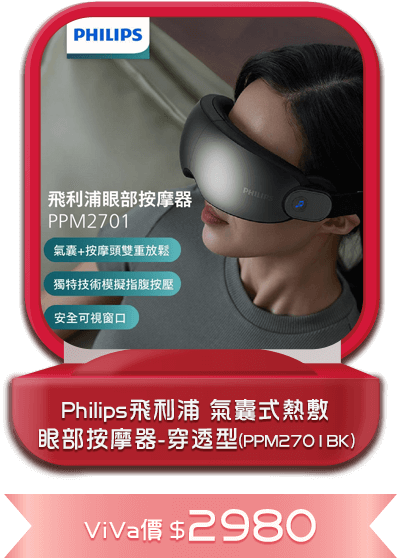 PHILIPS
PHILIPS
飛利浦眼部按摩器
PPM2701
氣囊+按摩頭雙重放鬆
獨特技術模擬指腹按壓
安全可視窗口
Philips飛利浦 氣囊式熱敷
眼部按摩器-穿透型(PPM2701BK)
ViVa價 $2980